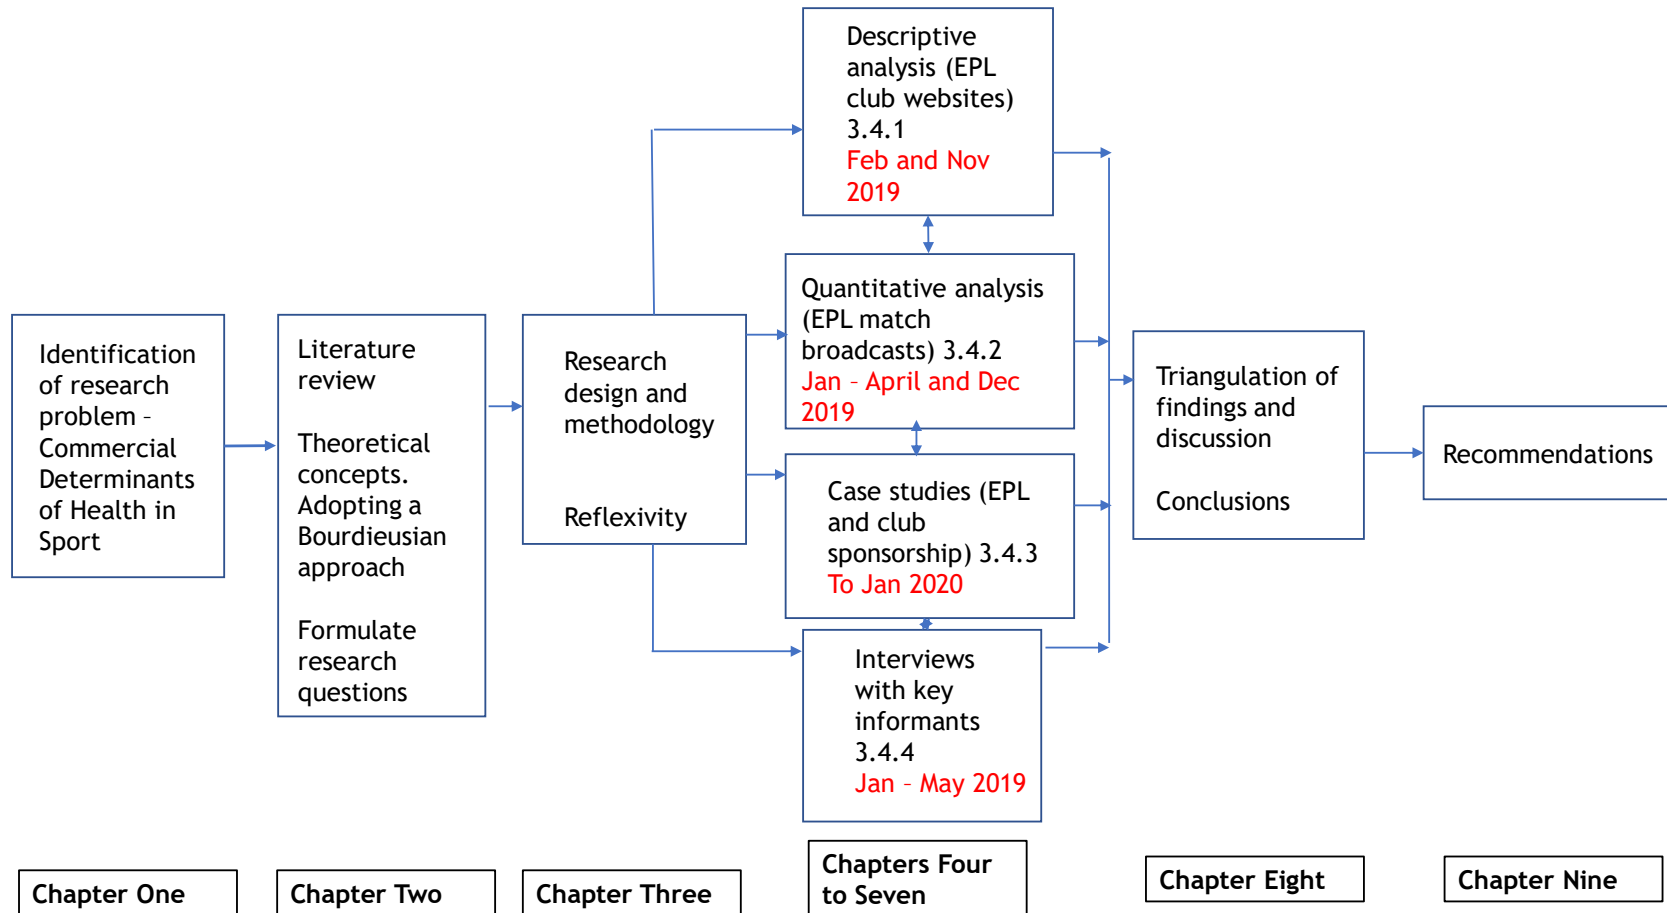 Identification
of research
problem –
Commercial
Determinants
of Health in
Sport
Literature
review
Theoretical
concepts.
Adopting a
Bourdieusian
approach
Formulate
research
questions
Research
design and
methodology
Reflexivity
Descriptive
analysis (EPL
club websites)
3.4.1
Feb and Nov
2019
Quantitative analysis
(EPL match
broadcasts) 3.4.2
Jan – April and Dec
2019
Case studies (EPL
and club
sponsorship) 3.4.3
To Jan 2020
Interviews
with key
informants
3.4.4
Jan – May 2019
Triangulation of
findings and
discussion
Conclusions
Recommendations
Chapter One
Chapter Two
Chapter Three
Chapters Four
to Seven
Chapter Eight
Chapter Nine